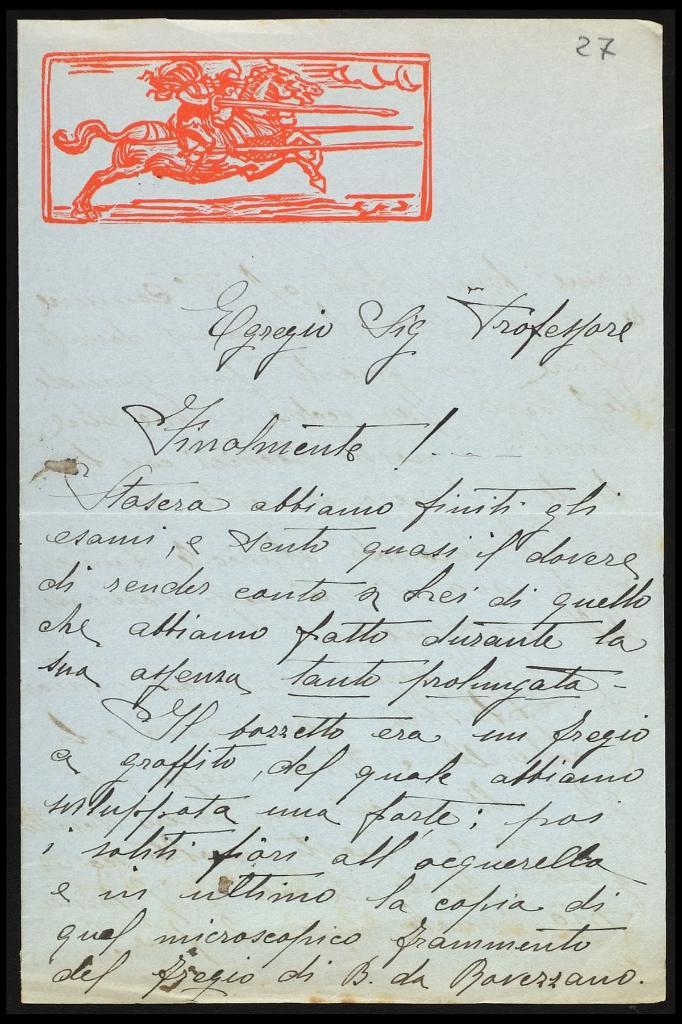 27
Egregio Sig Professore
Finalmente!
Stasera abbiamo finiti gli
esami, e sento quasi il dovere
di render conto a Lei di quello
che abbiamo fatto durante la
sua assenza tanto prolungata -
Il bozzetto era un fregio
a graffito, del quale abbiamo
sviluppata una parte; poi
i soliti fiori all'acquerello
e in ultimo la copia di
quel microscopico frammento
del fregio di B. da Rovezzano.